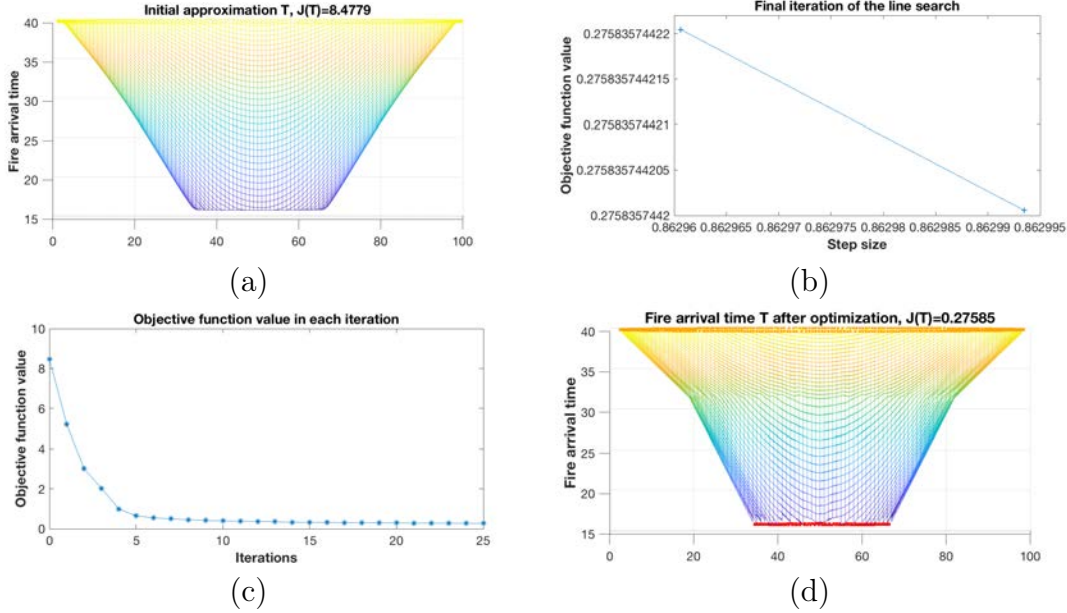 Initial approximation T, J(T)=8.4779
40
35
30
25
20
15
Fire arrival time
0 20 40 60 80 100
(a)
Final iteration of the line search
0.27583574422
0.275835744215
0.27583574421
0.275835744205
0.2758357442
Objective function value
0.86296 0.862965 0.86297 0.862975 0.86298 0.862985 0.86299 0.862995
Step size
(b)
Objective function value in each iteration
10
8
6
4
2
0
Objective function value
0 5 10 15 20 25
Iterations
(c)
Fire arrival time T after optimization, J(T)=0.27585
40
35
30
25
20
15
Fire arrival time
0 20 40 60 80 100
(d)